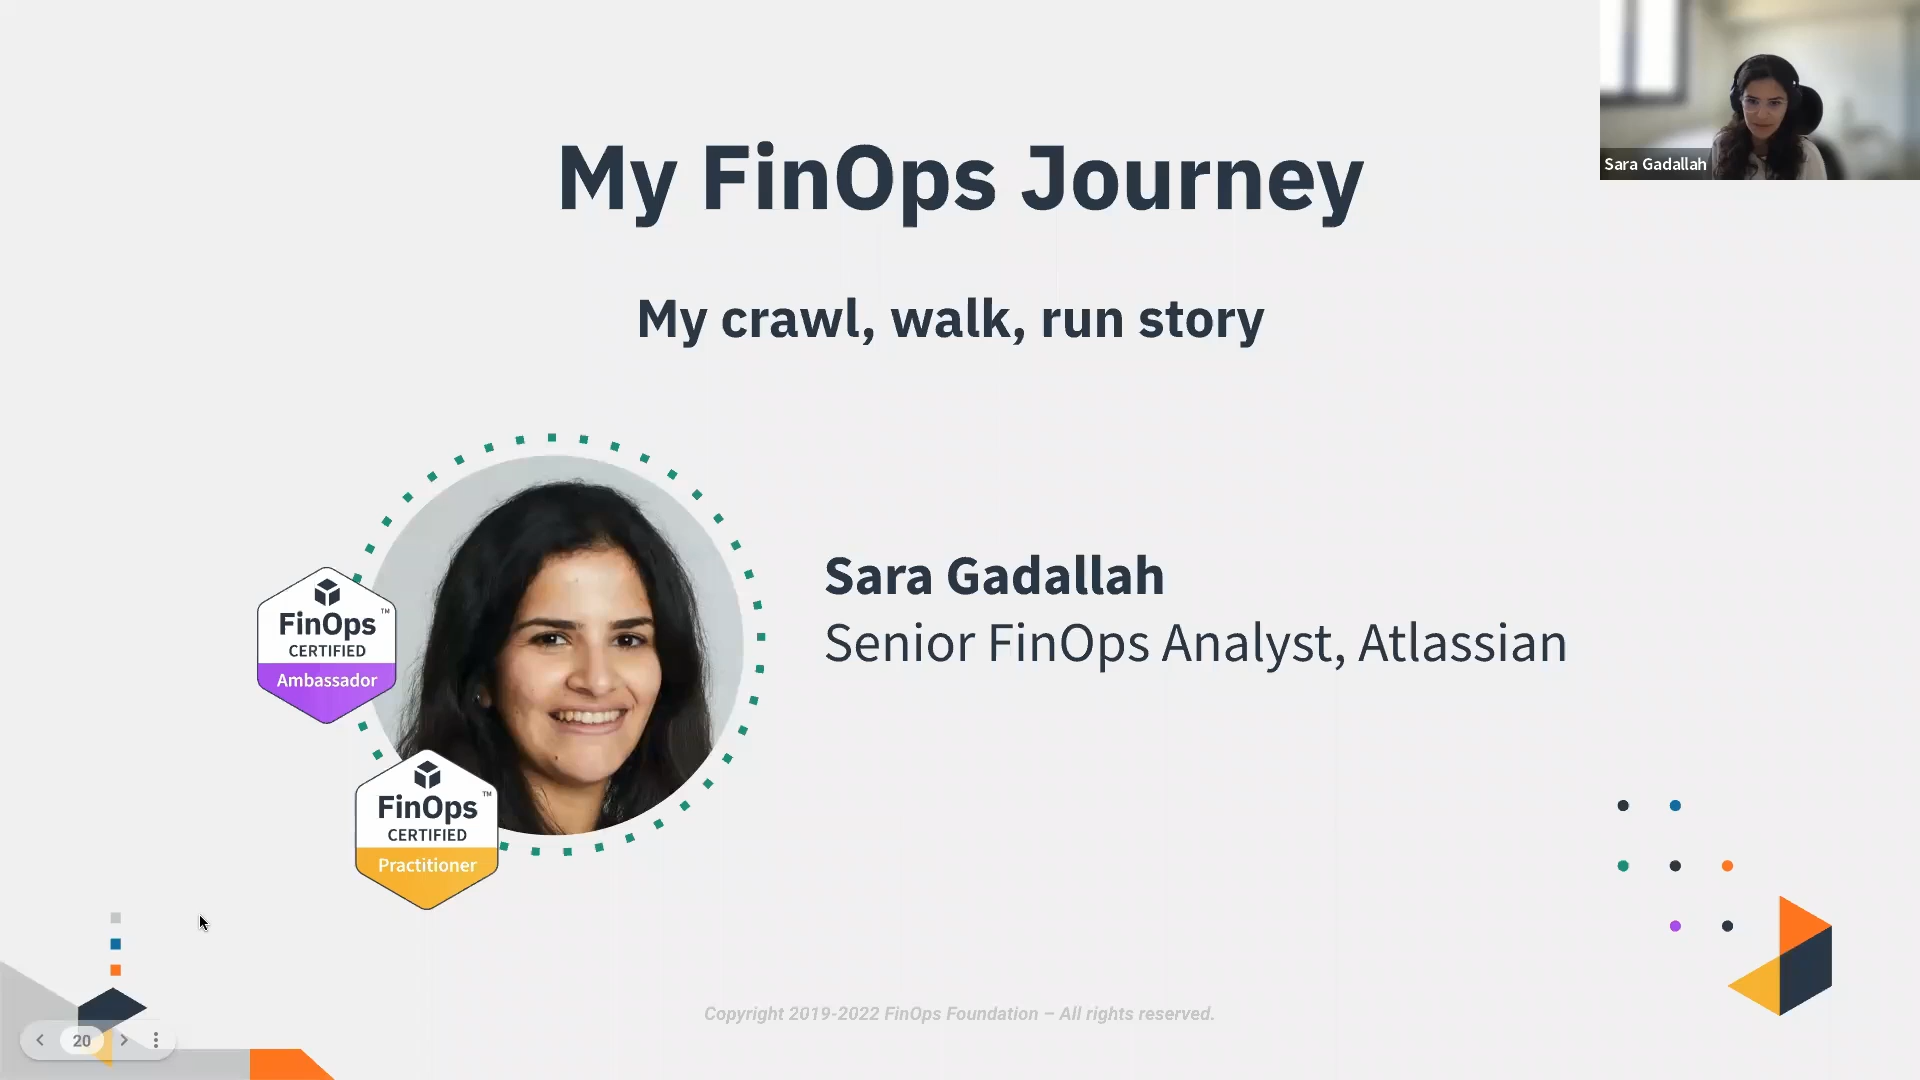 Sara Gadallah
My FinOps Journey
My crawl, walk, run story
Sara Gadallah
Senior FinOps Analyst, Atlassian
FinOps™
CERTIFIED
Ambassador
FinOps™
CERTIFIED
Practitioner
Copyright 2019-2022 FinOps Foundation – All rights reserved.
20